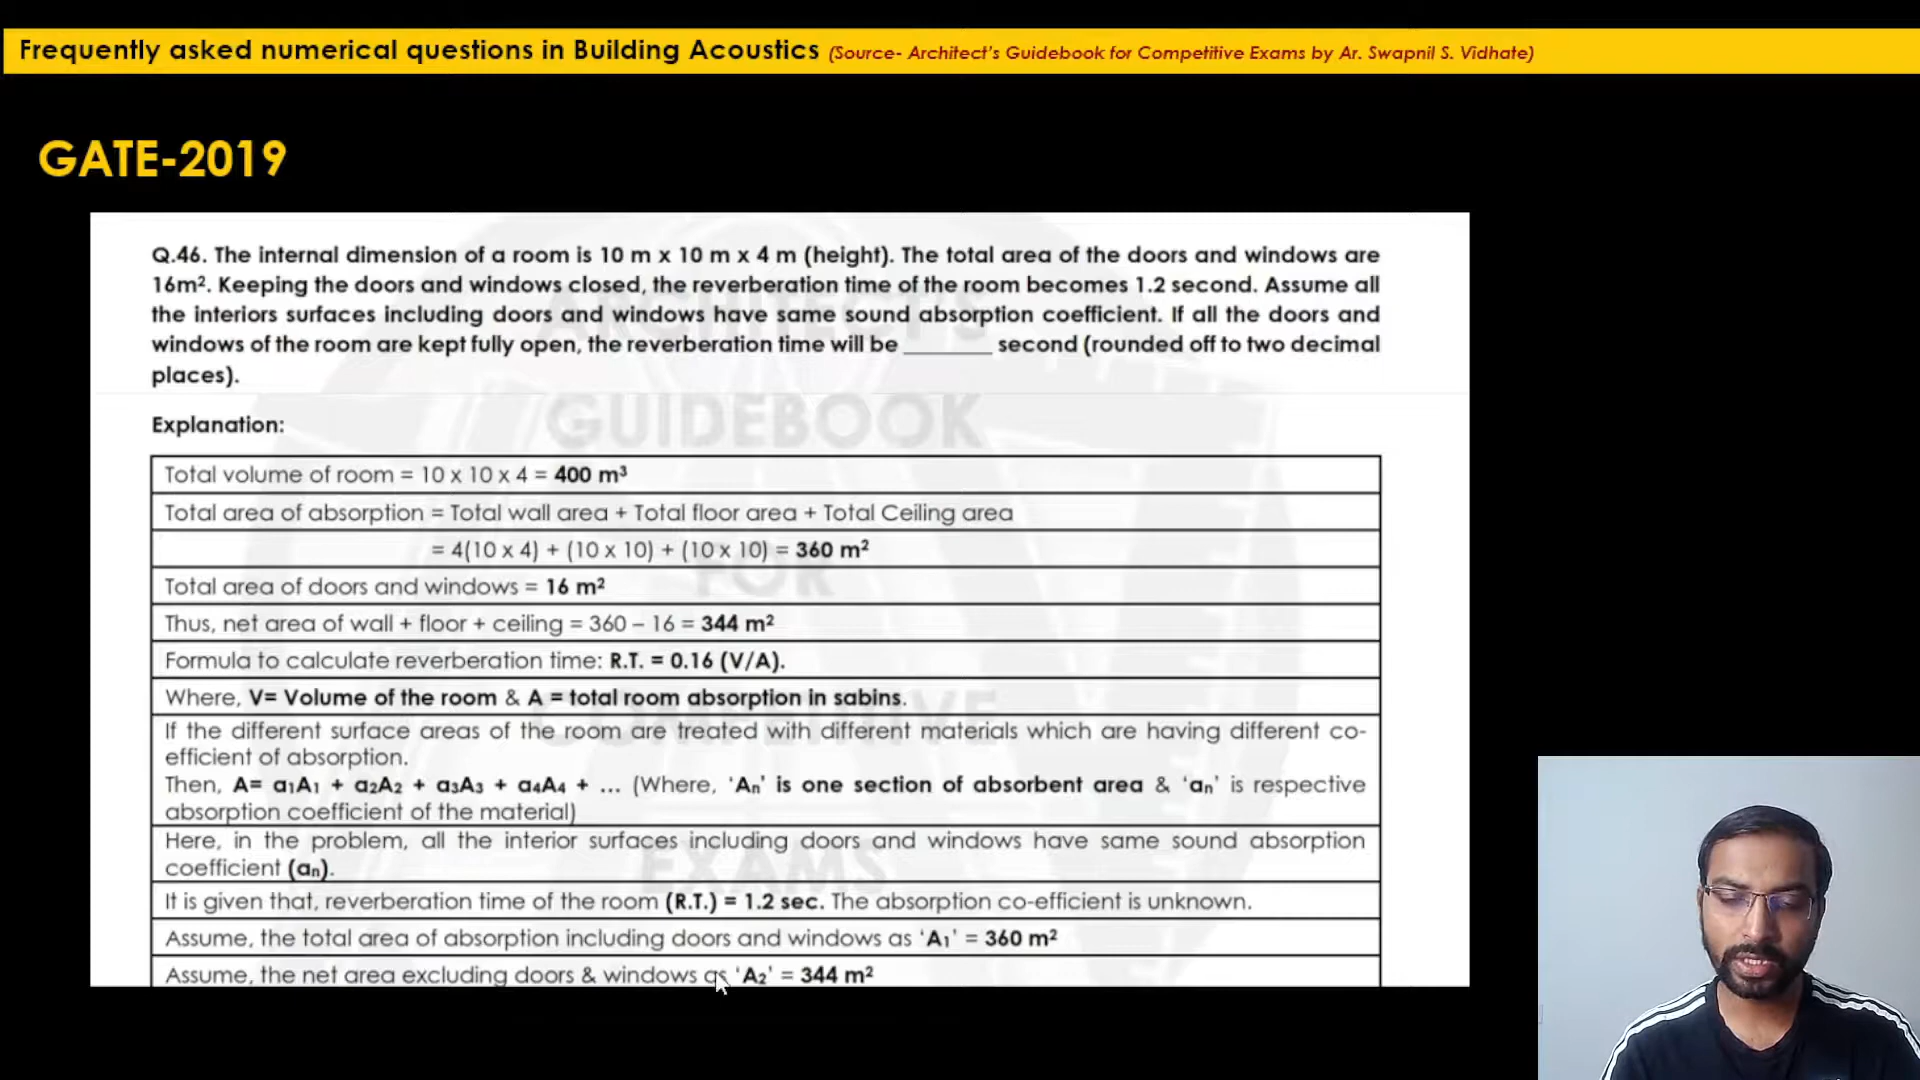 Frequently asked numerical questions in Building Acoustics (Source- Architect's Guidebook for Competitive Exams by Ar. Swapnil S. Vidhate)
GATE-2019
Q.46. The internal dimension of a room is 10 m x 10 m x 4 m (height). The total area of the doors and windows are
16m². Keeping the doors and windows closed, the reverberation time of the room becomes 1.2 second. Assume all
the interiors surfaces including doors and windows have same sound absorption coefficient. If all the doors and
windows of the room are kept fully open, the reverberation time will be ________ second (rounded off to two decimal
places).
Explanation:
Total volume of room = 10 x 10 x 4 = 400 m³
Total area of absorption = Total wall area + Total floor area + Total Ceiling area
= 4(10 x 4) + (10 x 10) + (10 x 10) = 360 m²
Total area of doors and windows = 16 m²
Thus, net area of wall + floor + ceiling = 360 – 16 = 344 m²
Formula to calculate reverberation time: R.T. = 0.16 (V/A).
Where, V= Volume of the room & A = total room absorption in sabins.
If the different surface areas of the room are treated with different materials which are having different co-
efficient of absorption.
Then, A= a₁A₁ + a₂A₂ + a₃A₃ + a₄A₄ + ... (Where, 'Aₙ' is one section of absorbent area & 'aₙ' is respective
absorption coefficient of the material)
Here, in the problem, all the interior surfaces including doors and windows have same sound absorption
coefficient (aₙ).
It is given that, reverberation time of the room (R.T.) = 1.2 sec. The absorption co-efficient is unknown.
Assume, the total area of absorption including doors and windows as 'A₁' = 360 m²
Assume, the net area excluding doors & windows as 'A₂' = 344 m²
ARCHITECT'S
GUIDEBOOK
FOR
COMPETITIVE
EXAMS